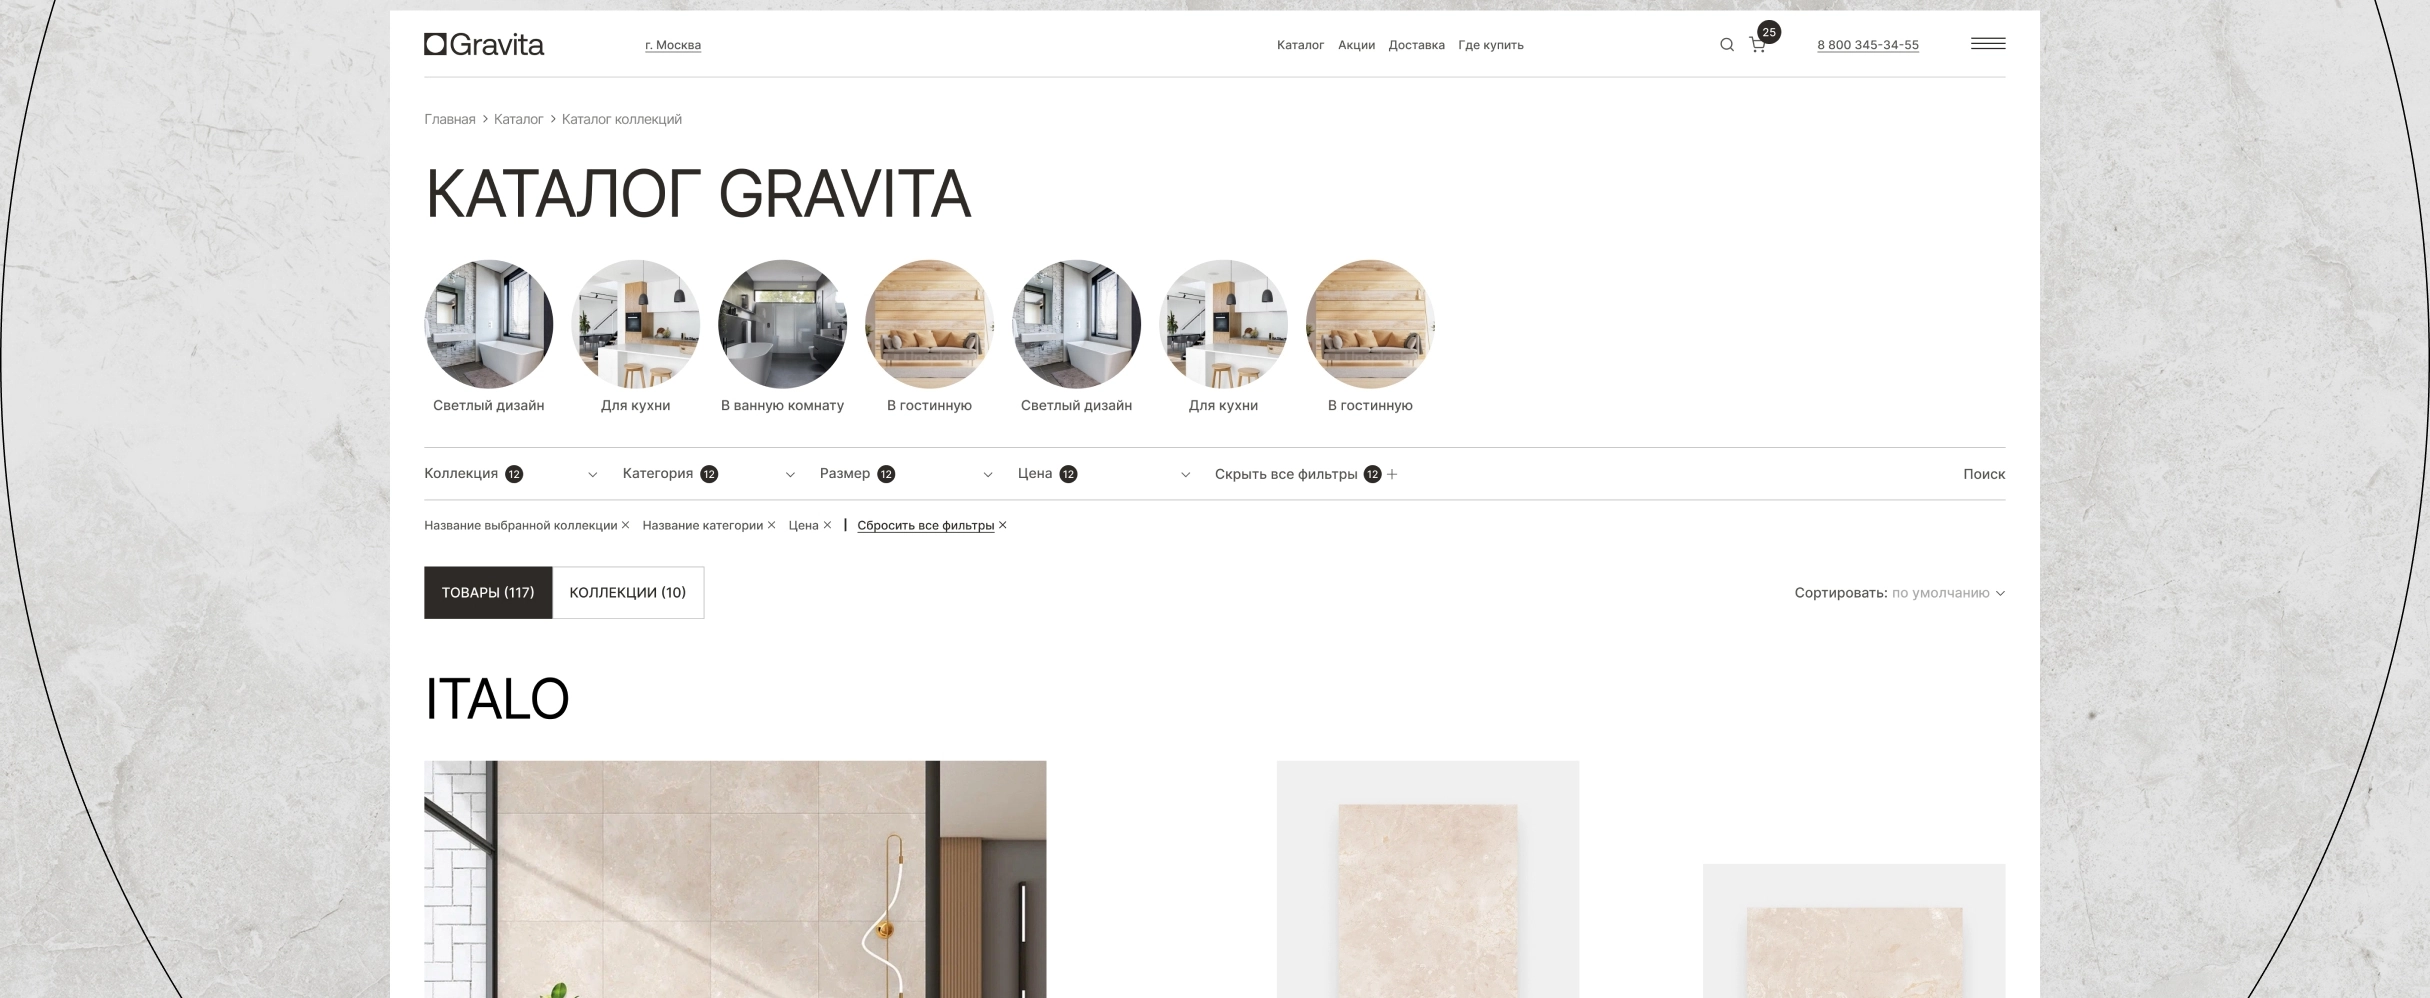 Gravita
г. Москва
Каталог Акции Доставка Где купить
25
8 800 345-34-55
Главная > Каталог > Каталог коллекций
КАТАЛОГ GRAVITA
Светлый дизайн
Для кухни
В ванную комнату
В гостинную
Светлый дизайн
Для кухни
В гостинную
Коллекция 12
Категория 12
Размер 12
Цена 12
Скрыть все фильтры 12 +
Поиск
Название выбранной коллекции × Название категории × Цена × | Сбросить все фильтры ×
ТОВАРЫ (117)
КОЛЛЕКЦИИ (10)
Сортировать: по умолчанию
ITALO